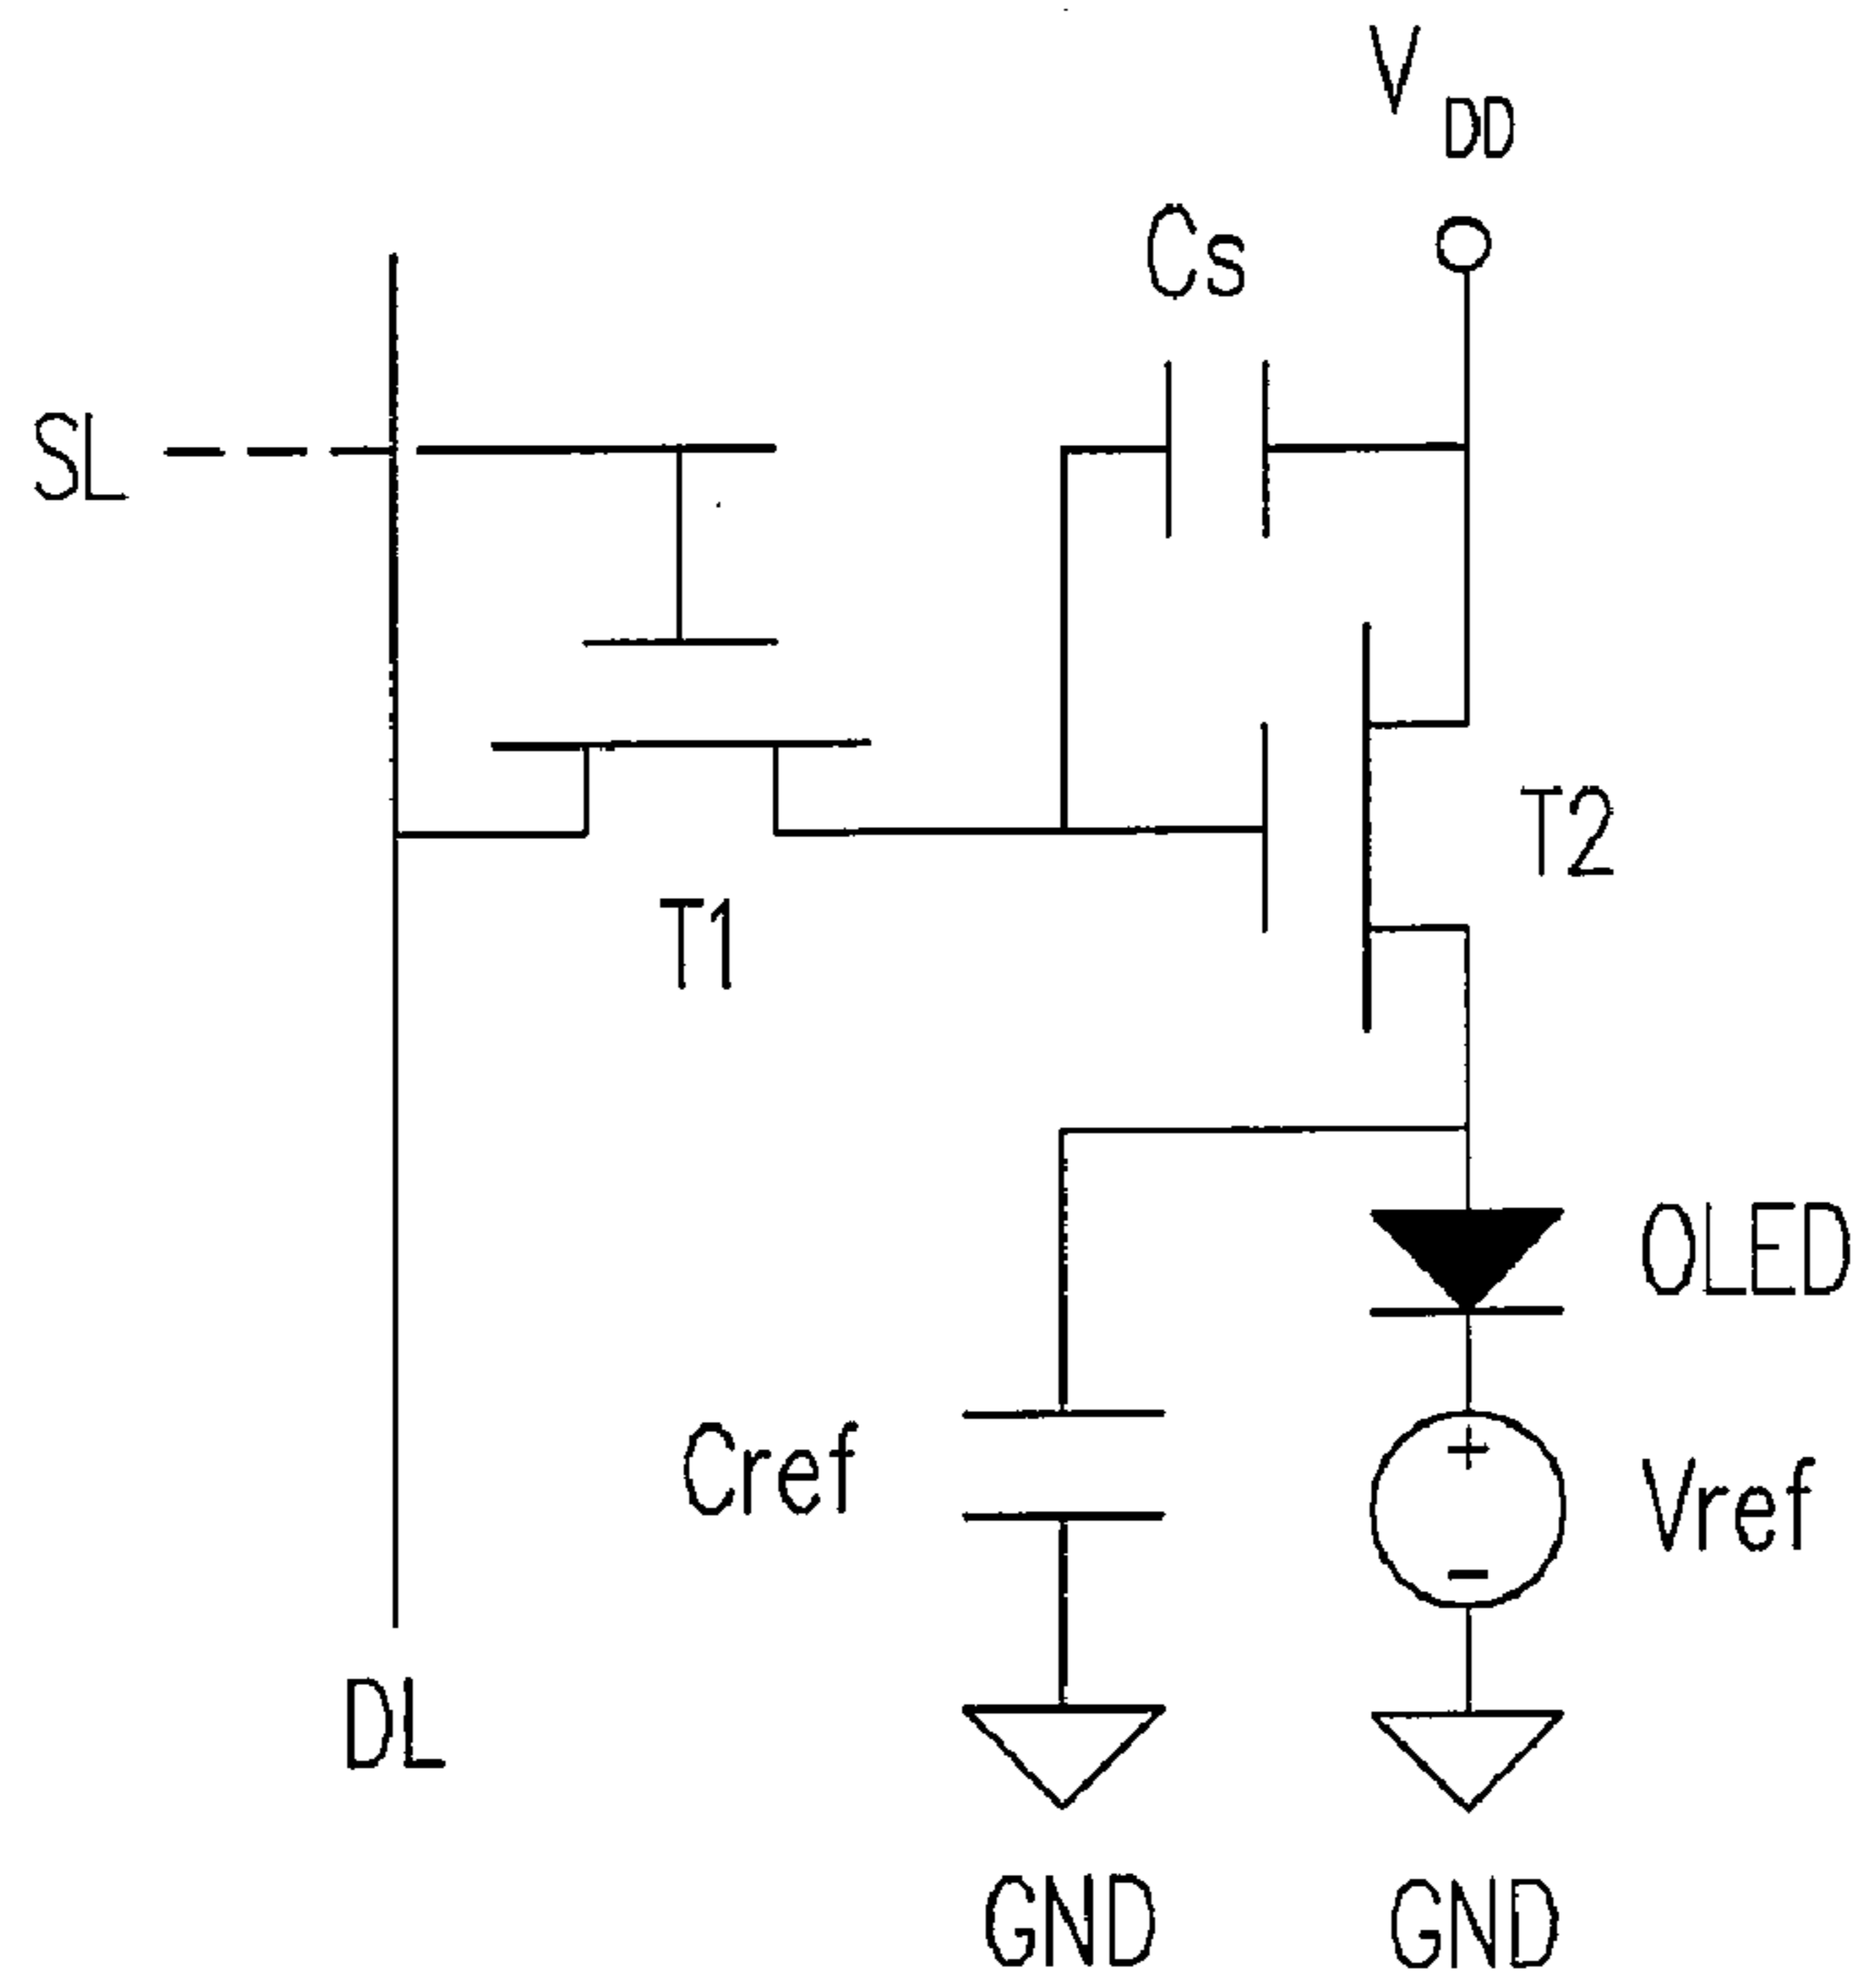 V DD
Cs
SL
T2
T1
OLED
Cref
+
Vref
-
DL
GND
GND